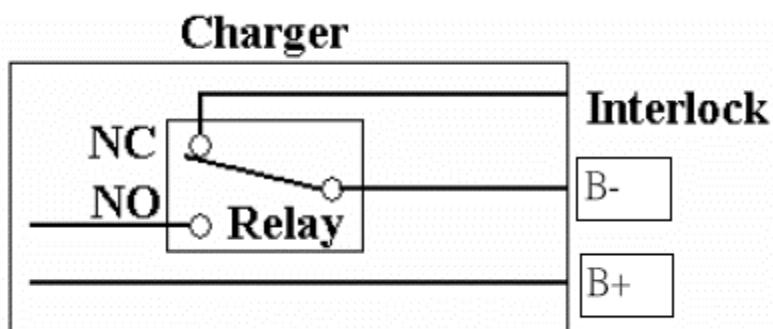 Charger
Interlock
NC
B-
NO
Relay
B+